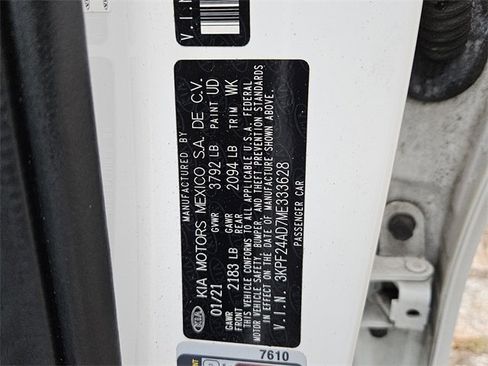 V.I.N
MANUFACTURED BY
KIA KIA MOTORS MEXICO S.A. DE C.V.
01/21 GVWR 3792 LB PAINT UD
GAWR FRONT 2183 LB GAWR REAR 2094 LB TRIM WK
THIS VEHICLE CONFORMS TO ALL APPLICABLE U.S.A. FEDERAL
MOTOR VEHICLE SAFETY, BUMPER, AND THEFT PREVENTION STANDARDS
IN EFFECT ON THE DATE OF MANUFACTURE SHOWN ABOVE.
V.I.N. 3KPF24AD7ME333628
PASSENGER CAR
7610